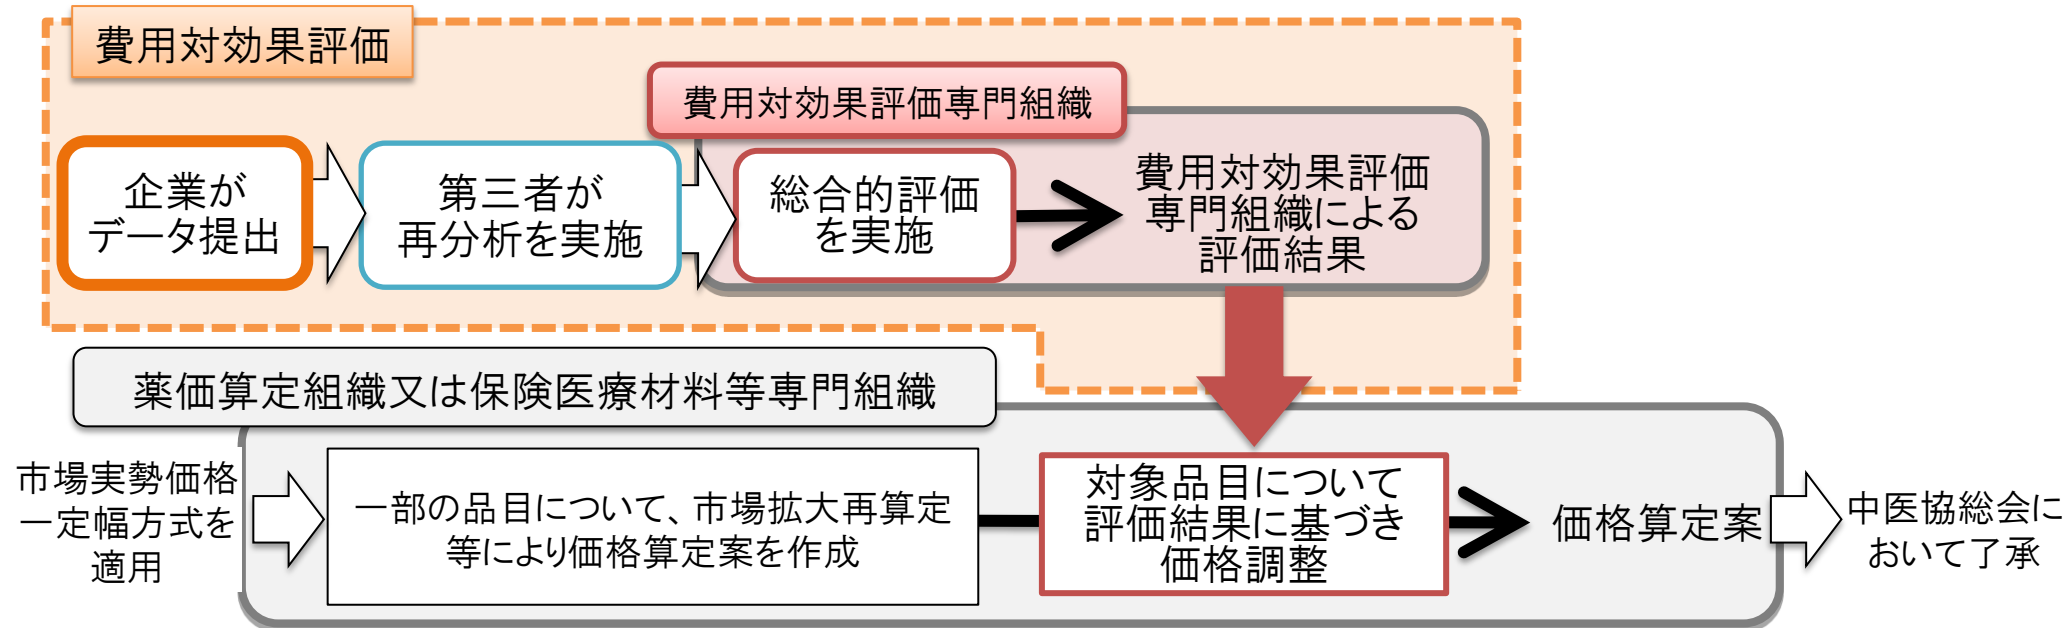 費用対効果評価
費用対効果評価専門組織
企業が
データ提出
第三者が
再分析を実施
総合的評価
を実施
費用対効果評価
専門組織による
評価結果
薬価算定組織又は保険医療材料等専門組織
市場実勢価格
一定幅方式を
適用
一部の品目について、市場拡大再算定
等により価格算定案を作成
対象品目について
評価結果に基づき
価格調整
価格算定案
中医協総会に
おいて了承